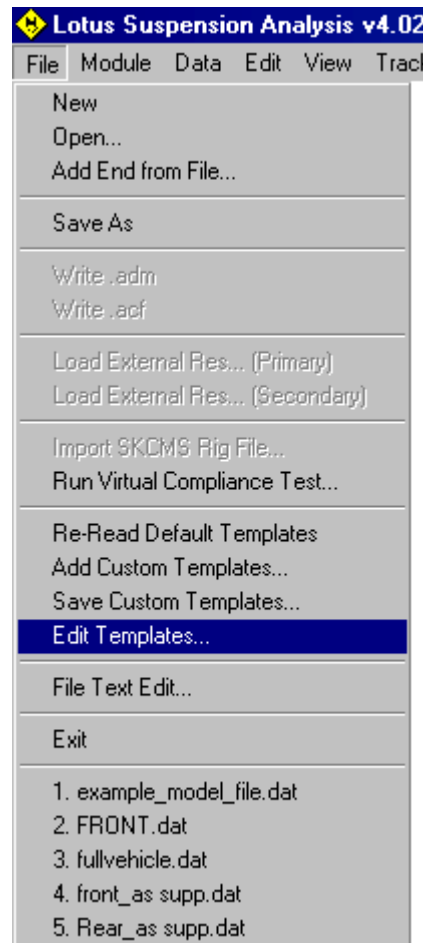 Lotus Suspension Analysis v4.02
File Module Data Edit View Track
New
Open...
Add End from File...
Save As
Write .adm
Write .acf
Load External Res... (Primary)
Load External Res... (Secondary)
Import SKCMS Rig File...
Run Virtual Compliance Test...
Re-Read Default Templates
Add Custom Templates...
Save Custom Templates...
Edit Templates...
File Text Edit...
Exit
1. example_model_file.dat
2. FRONT.dat
3. fullvehicle.dat
4. front_as supp.dat
5. Rear_as supp.dat